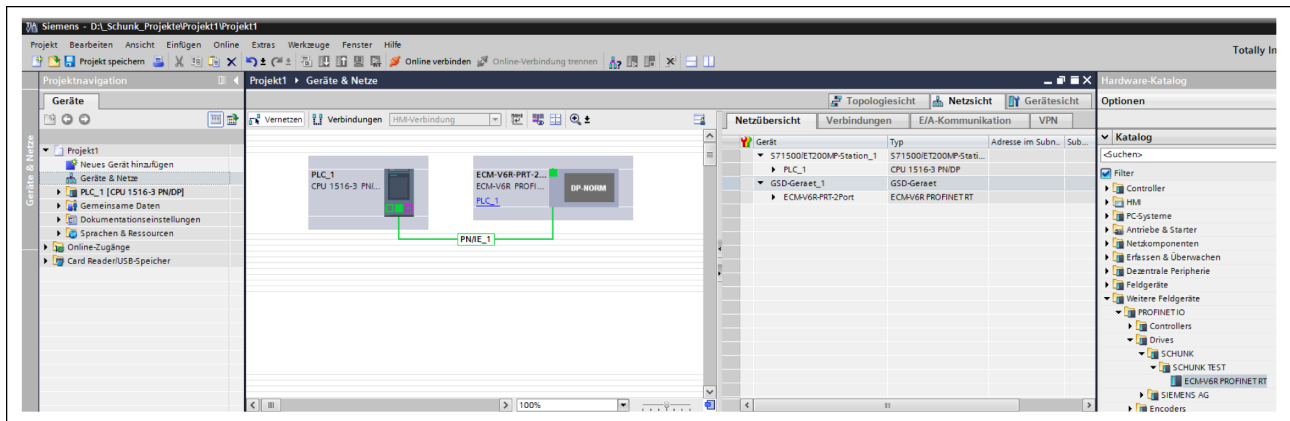 Siemens - D:\_Schunk_Projekte\Projekt1\Projekt1
Projekt Bearbeiten Ansicht Einfügen Online Extras Werkzeuge Fenster Hilfe
Totally In
Projekt speichern Online verbinden Online-Verbindung trennen
Projektnavigation
Projekt1 ▸ Geräte & Netze
Hardware-Katalog
Geräte
Topologiesicht Netzsicht Gerätesicht
Optionen
Vernetzen Verbindungen HMI-Verbindung
Netzübersicht Verbindungen E/A-Kommunikation VPN
Geräte & Netze
Projekt1
Neues Gerät hinzufügen
Geräte & Netze
PLC_1 [CPU 1516-3 PN/DP]
Gemeinsame Daten
Dokumentationseinstellungen
Sprachen & Ressourcen
Online-Zugänge
Card Reader/USB-Speicher
PLC_1
CPU 1516-3 PN/...
ECM-V6R-PRT-2...
ECM-V6R PROFI...
PLC_1
DP-NORM
PN/IE_1
100%
Gerät Typ Adresse im Subn... Sub...
S71500/ET200MP-Station_1 S71500/ET200MP-Stati...
PLC_1 CPU 1516-3 PN/DP
GSD-Geraet_1 GSD-Geraet
ECM-V6R-PRT-2Port ECM-V6R PROFINET RT
Katalog
<Suchen>
Filter
Controller
HMI
PC-Systeme
Antriebe & Starter
Netzkomponenten
Erfassen & Überwachen
Dezentrale Peripherie
Feldgeräte
Weitere Feldgeräte
PROFINET IO
Controllers
Drives
SCHUNK
SCHUNK TEST
ECM-V6R PROFINET RT
SIEMENS AG
Encoders